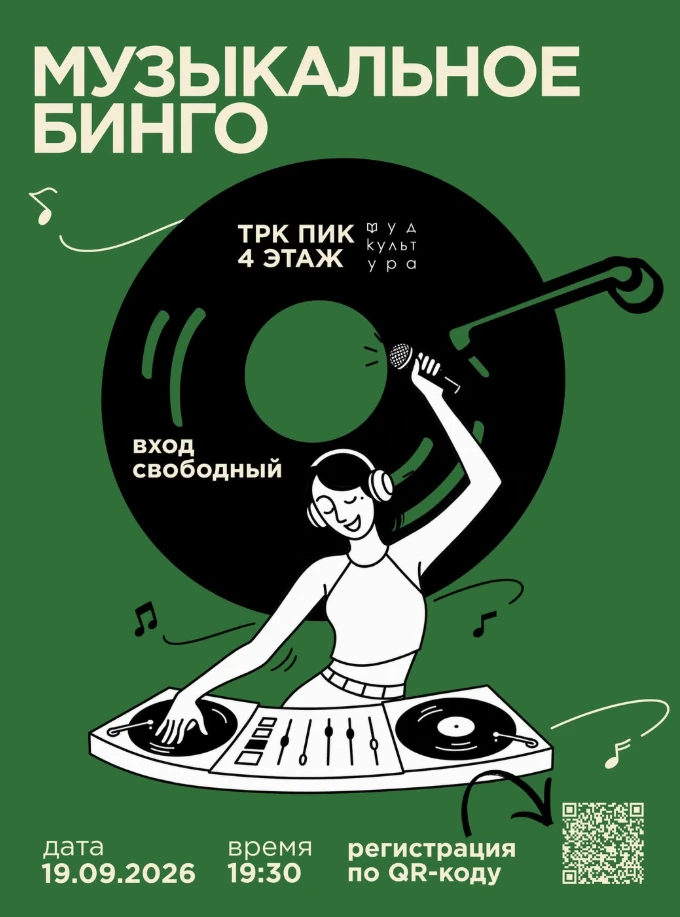 МУЗЫКАЛЬНОЕ
БИНГО
ТРК ПИК
4 ЭТАЖ
фуд
культ
ура
вход
свободный
дата
19.09.2026
время
19:30
регистрация
по QR-коду